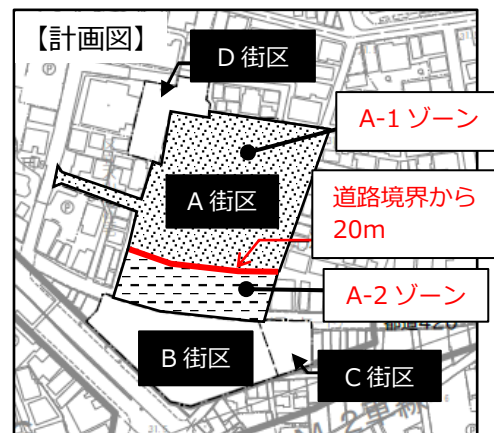 【計画図】
D 街区
A-1 ゾーン
A 街区
道路境界から
20m
A-2 ゾーン
B 街区
C 街区